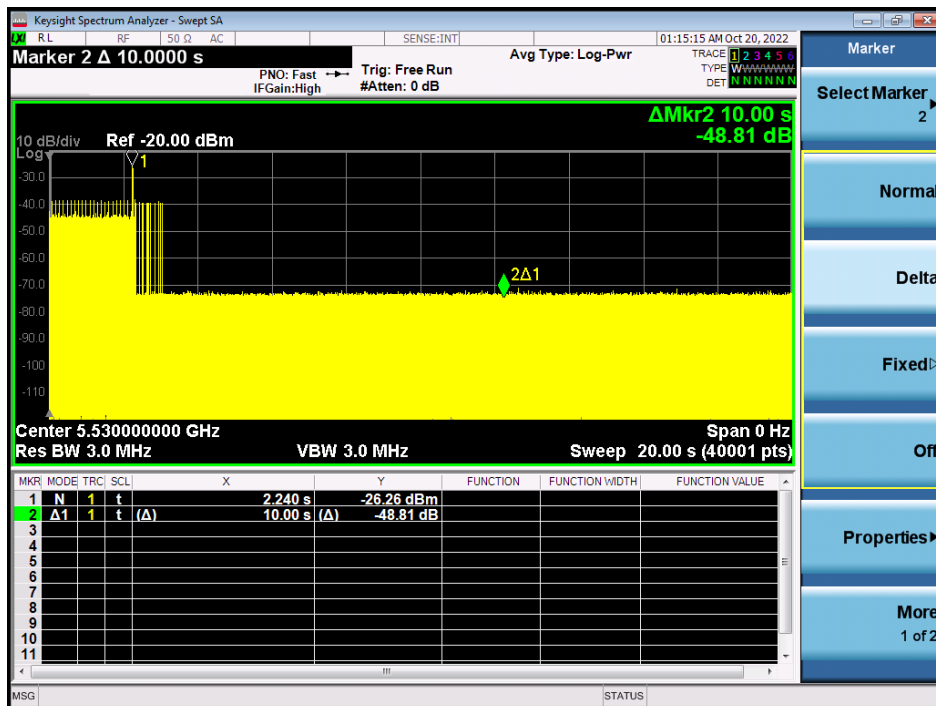 Keysight Spectrum Analyzer - Swept SA
LXI RL RF 50 Ω AC SENSE:INT 01:15:15 AM Oct 20, 2022
Marker 2 Δ 10.0000 s
PNO: Fast
IFGain:High
Trig: Free Run
#Atten: 0 dB
Avg Type: Log-Pwr
TRACE 1 2 3 4 5 6
TYPE WWWWWW
DET N N N N N N
ΔMkr2 10.00 s
-48.81 dB
10 dB/div Ref -20.00 dBm
Log
1
-30.0
-40.0
-50.0
-60.0
2Δ1
-70.0
-80.0
-90.0
-100
-110
Center 5.530000000 GHz Span 0 Hz
Res BW 3.0 MHz VBW 3.0 MHz Sweep 20.00 s (40001 pts)
MKR MODE TRC SCL X Y FUNCTION FUNCTION WIDTH FUNCTION VALUE
1 N 1 t 2.240 s -26.26 dBm
2 Δ1 1 t (Δ) 10.00 s (Δ) -48.81 dB
3
4
5
6
7
8
9
10
11
MSG STATUS
Marker
Select Marker
2
Normal
Delta
Fixed
Off
Properties
More
1 of 2